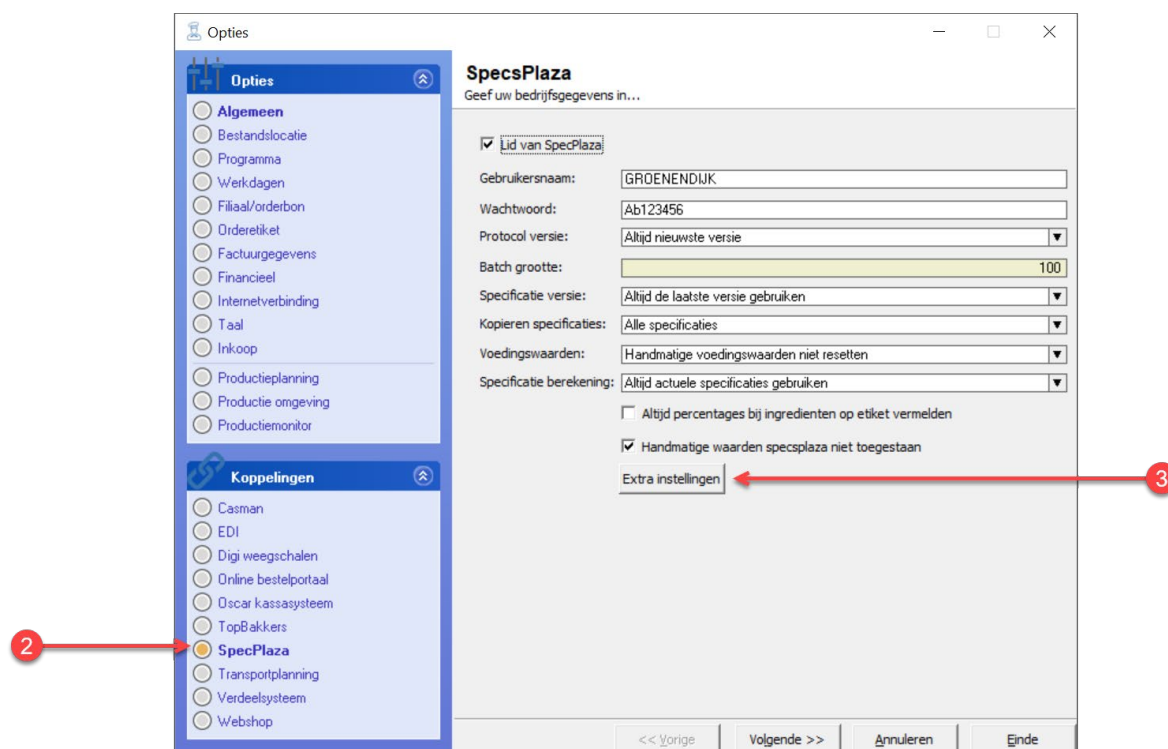 Opties
Opties
Algemeen
Bestandslocatie
Programma
Werkdagen
Filiaal/orderbon
Orderetiket
Factuurgegevens
Financieel
Internetverbinding
Taal
Inkoop
Productieplanning
Productie omgeving
Productiemonitor
Koppelingen
Casman
EDI
Digi weegschalen
Online bestelportaal
Oscar kassasysteem
TopBakkers
2
SpecPlaza
Transportplanning
Verdeelsysteem
Webshop
SpecsPlaza
Geef uw bedrijfsgegevens in...
Lid van SpecPlaza
Gebruikersnaam: GROENENDIJK
Wachtwoord: Ab123456
Protocol versie: Altijd nieuwste versie
Batch grootte: 100
Specificatie versie: Altijd de laatste versie gebruiken
Kopieren specificaties: Alle specificaties
Voedingswaarden: Handmatige voedingswaarden niet resetten
Specificatie berekening: Altijd actuele specificaties gebruiken
Altijd percentages bij ingredienten op etiket vermelden
Handmatige waarden specsplaza niet toegestaan
Extra instellingen
3
<< Vorige Volgende >> Annuleren Einde